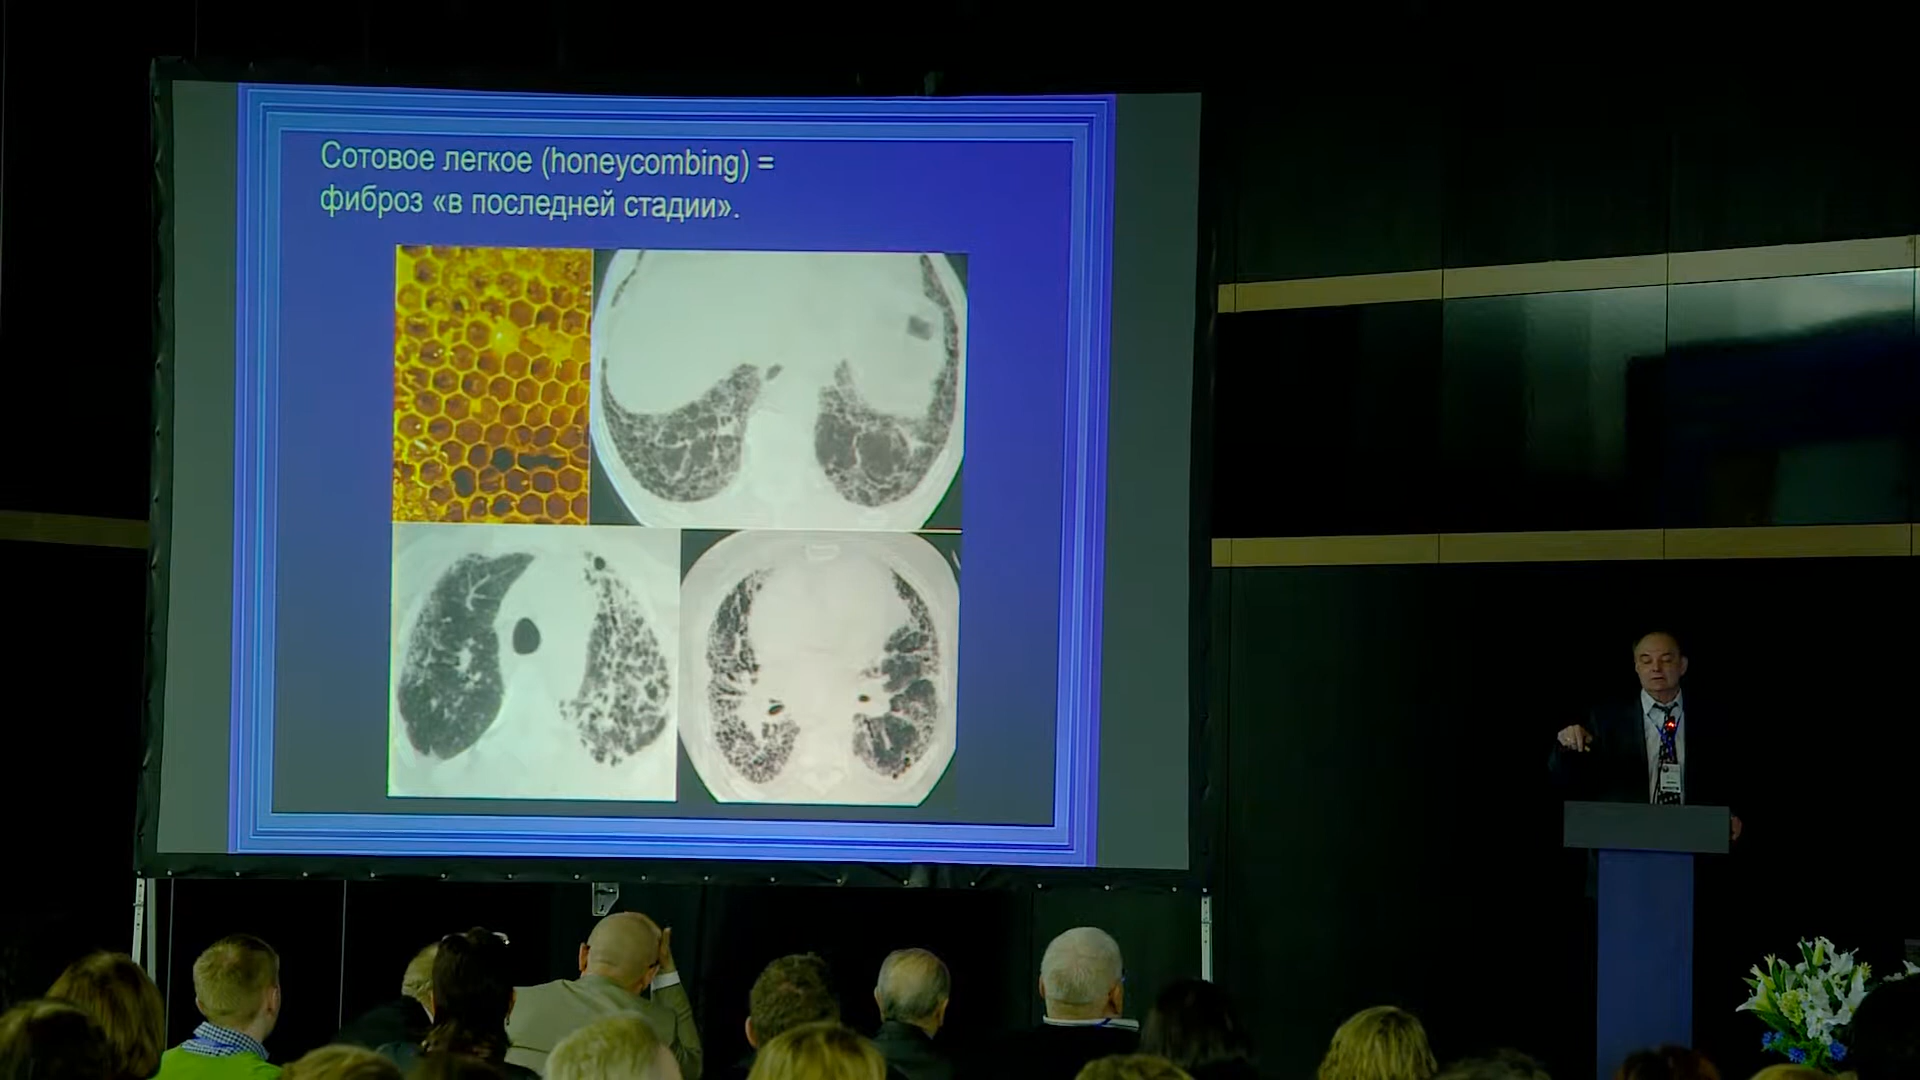 Сотовое легкое (honeycombing) =
фиброз «в последней стадии».